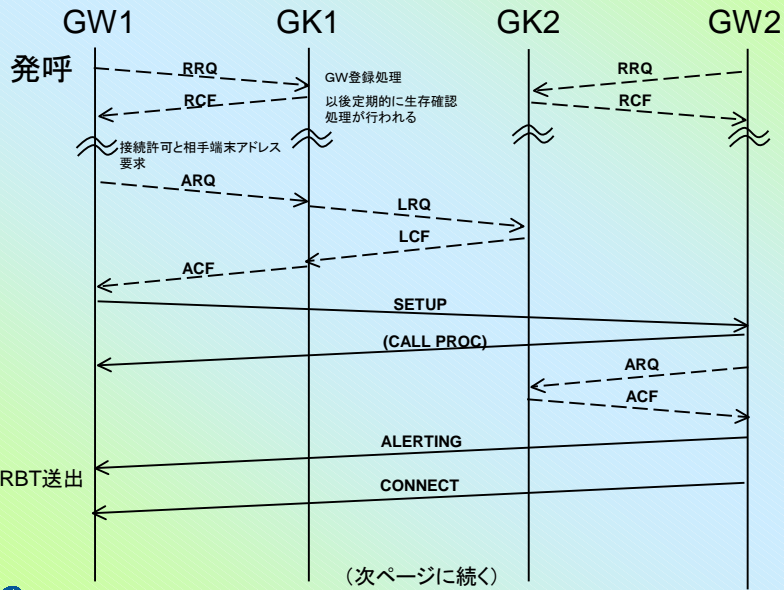 GW1 GK1 GK2 GW2
発呼
RRQ
GW登録処理
RRQ
RCF
以後定期的に生存確認
処理が行われる
RCF
接続許可と相手端末アドレス
要求
ARQ
LRQ
LCF
ACF
SETUP
(CALL PROC)
ARQ
ACF
ALERTING
RBT送出
CONNECT
(次ページに続く)